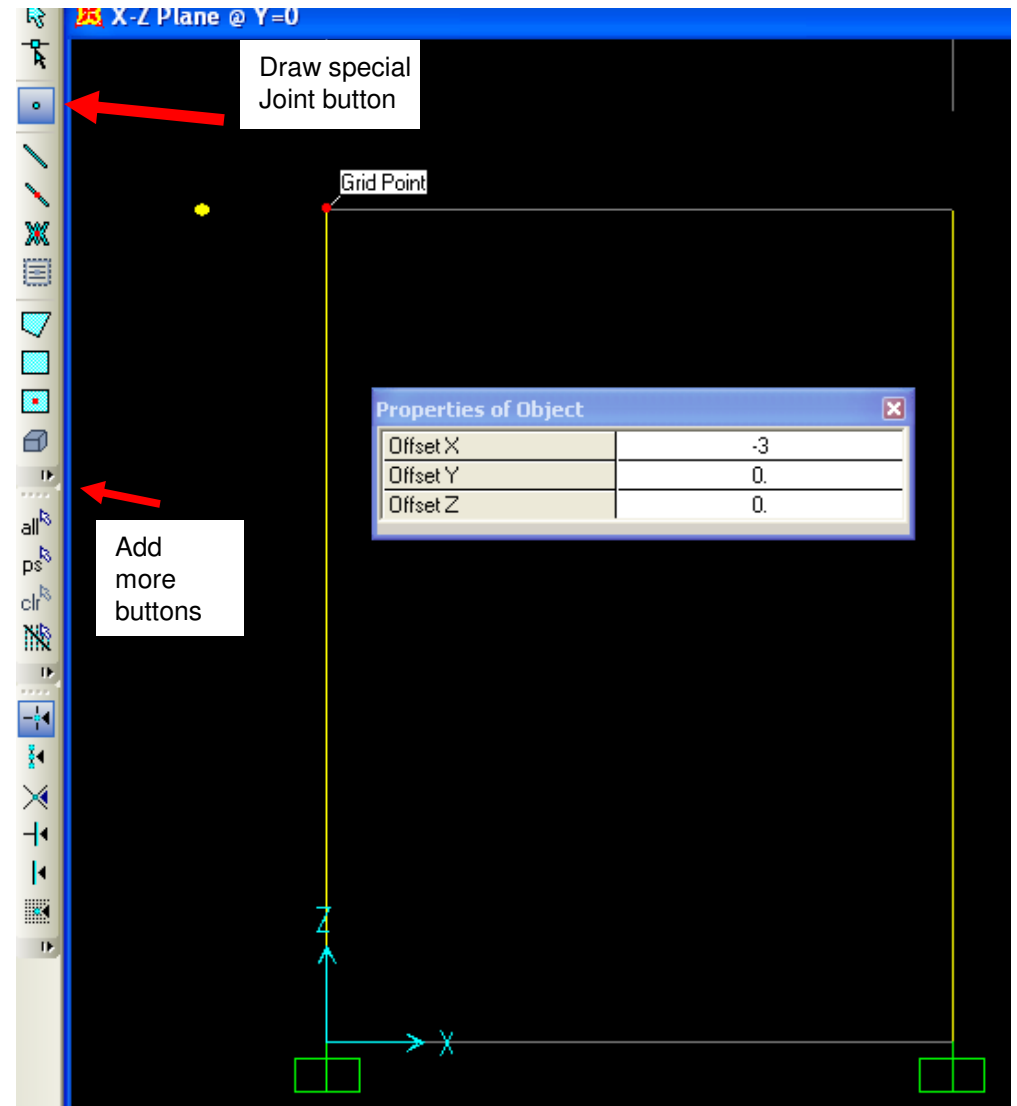 X-Z Plane @ Y=0
Draw special
Joint button
Grid Point
Properties of Object
Offset X -3
Offset Y 0.
Offset Z 0.
all
ps
clr
Add
more
buttons
Z
X